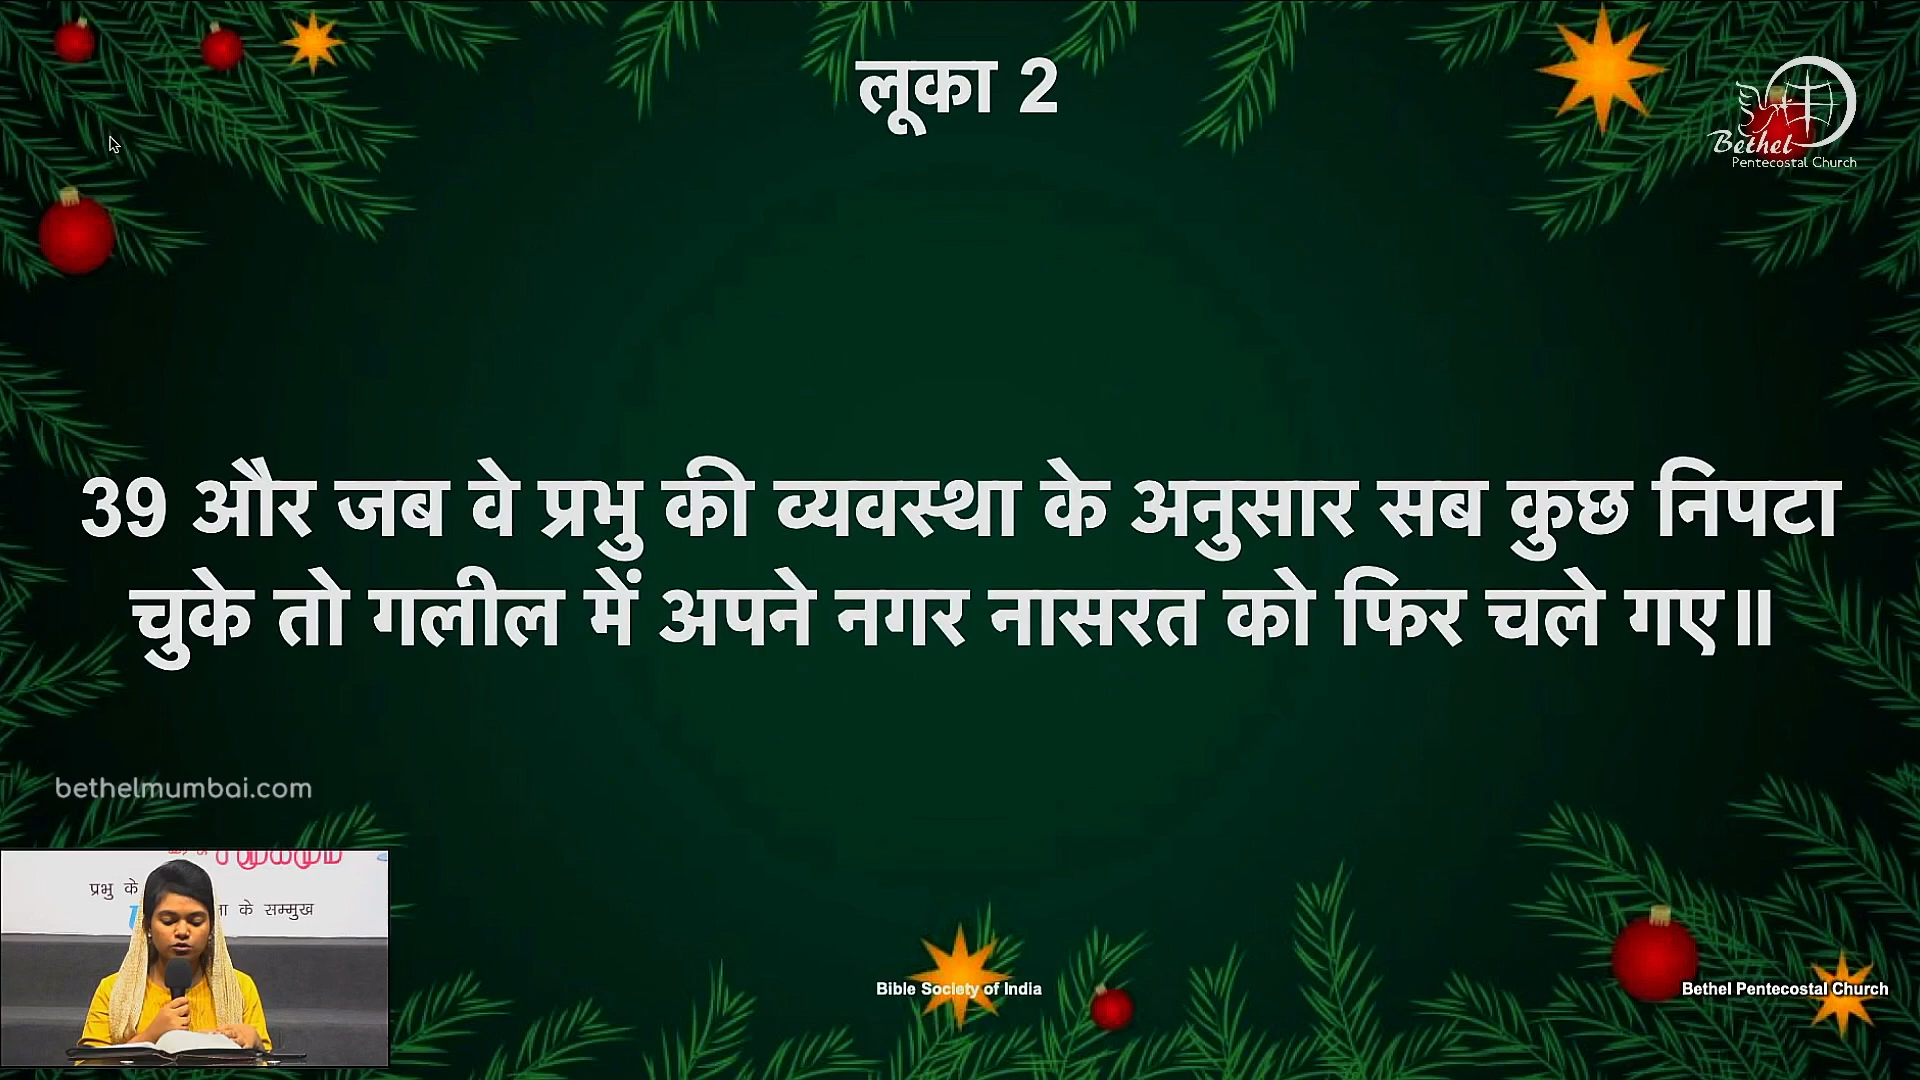 लूका 2
Bethel
Pentecostal Church
39 और जब वे प्रभु की व्यवस्था के अनुसार सब कुछ निपटा
चुके तो गलील में अपने नगर नासरत को फिर चले गए॥
bethelmumbai.com
प्रभु के
के सम्मुख
Bible Society of India
Bethel Pentecostal Church